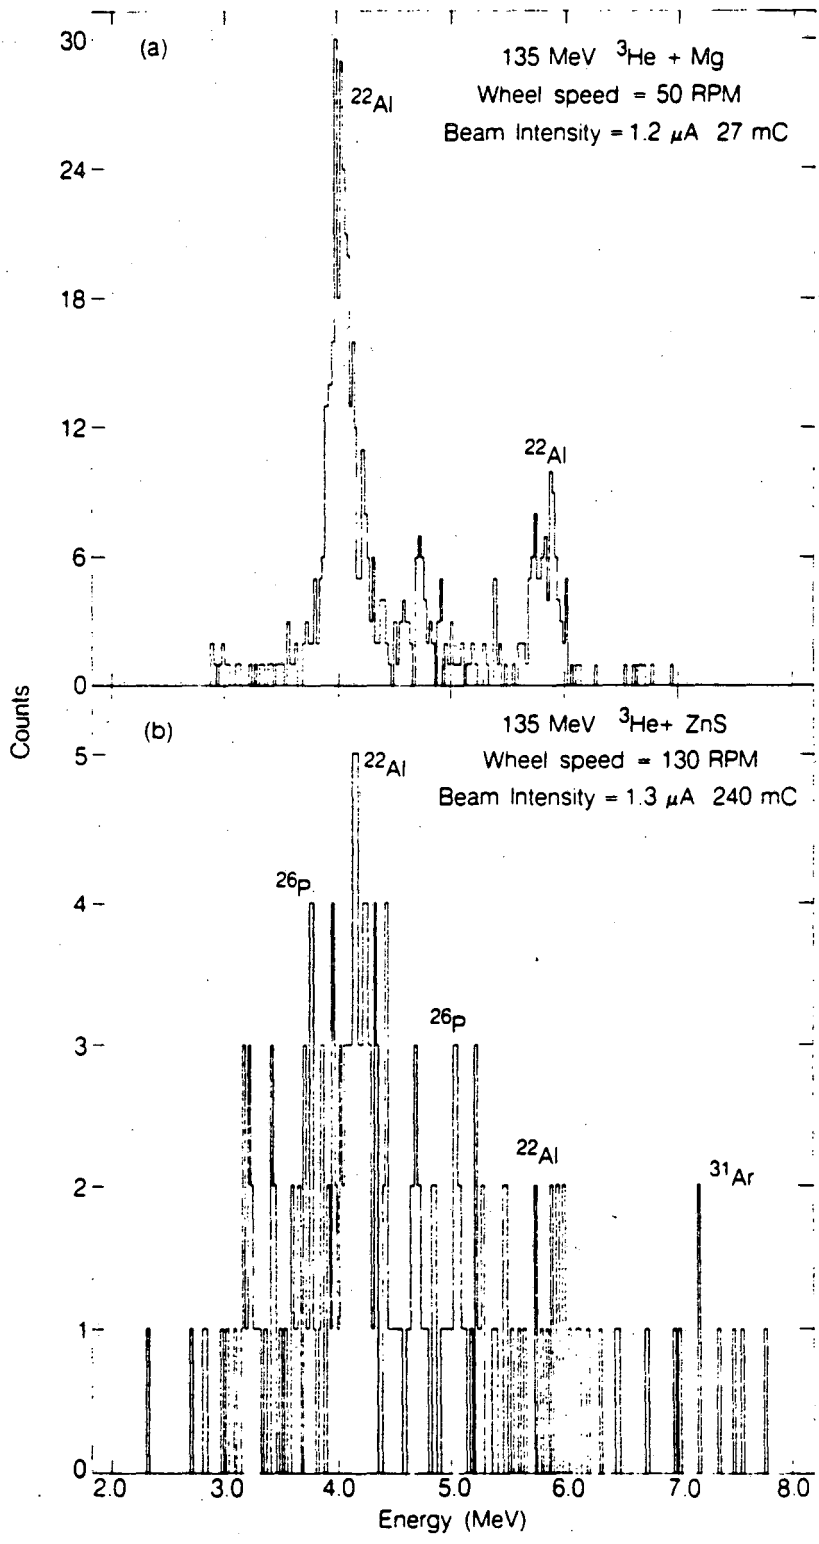 (a)
135 MeV ³He + Mg
Wheel speed = 50 RPM
Beam Intensity = 1.2 μA 27 mC
²²Al
²²Al
30
24
18
12
6
0
Counts
(b)
135 MeV ³He+ ZnS
Wheel speed = 130 RPM
Beam Intensity = 1.3 μA 240 mC
²²Al
²⁶P
²⁶P
²²Al
³¹Ar
5
4
3
2
1
0
2.0 3.0 4.0 5.0 6.0 7.0 8.0
Energy (MeV)